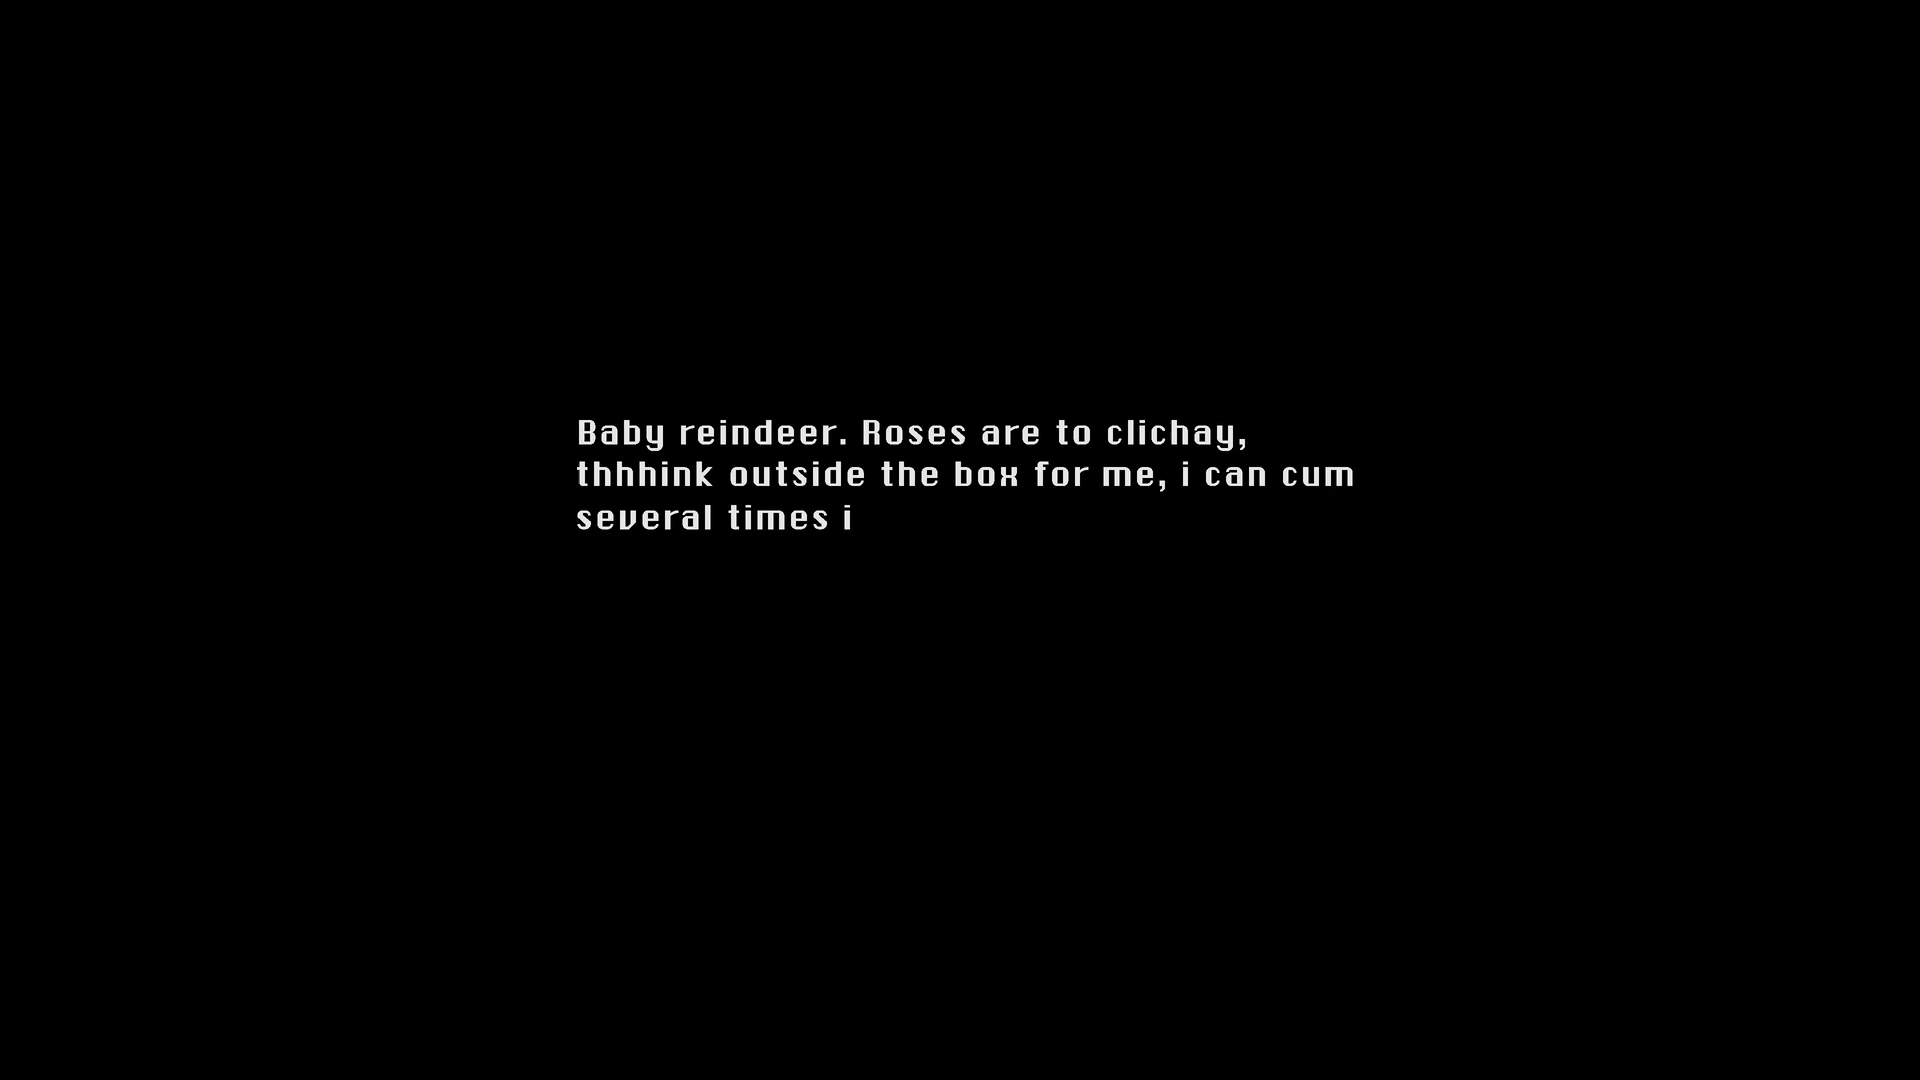 Baby reindeer. Roses are to clichay,
thhhink outside the box for me, i can cum
several times i